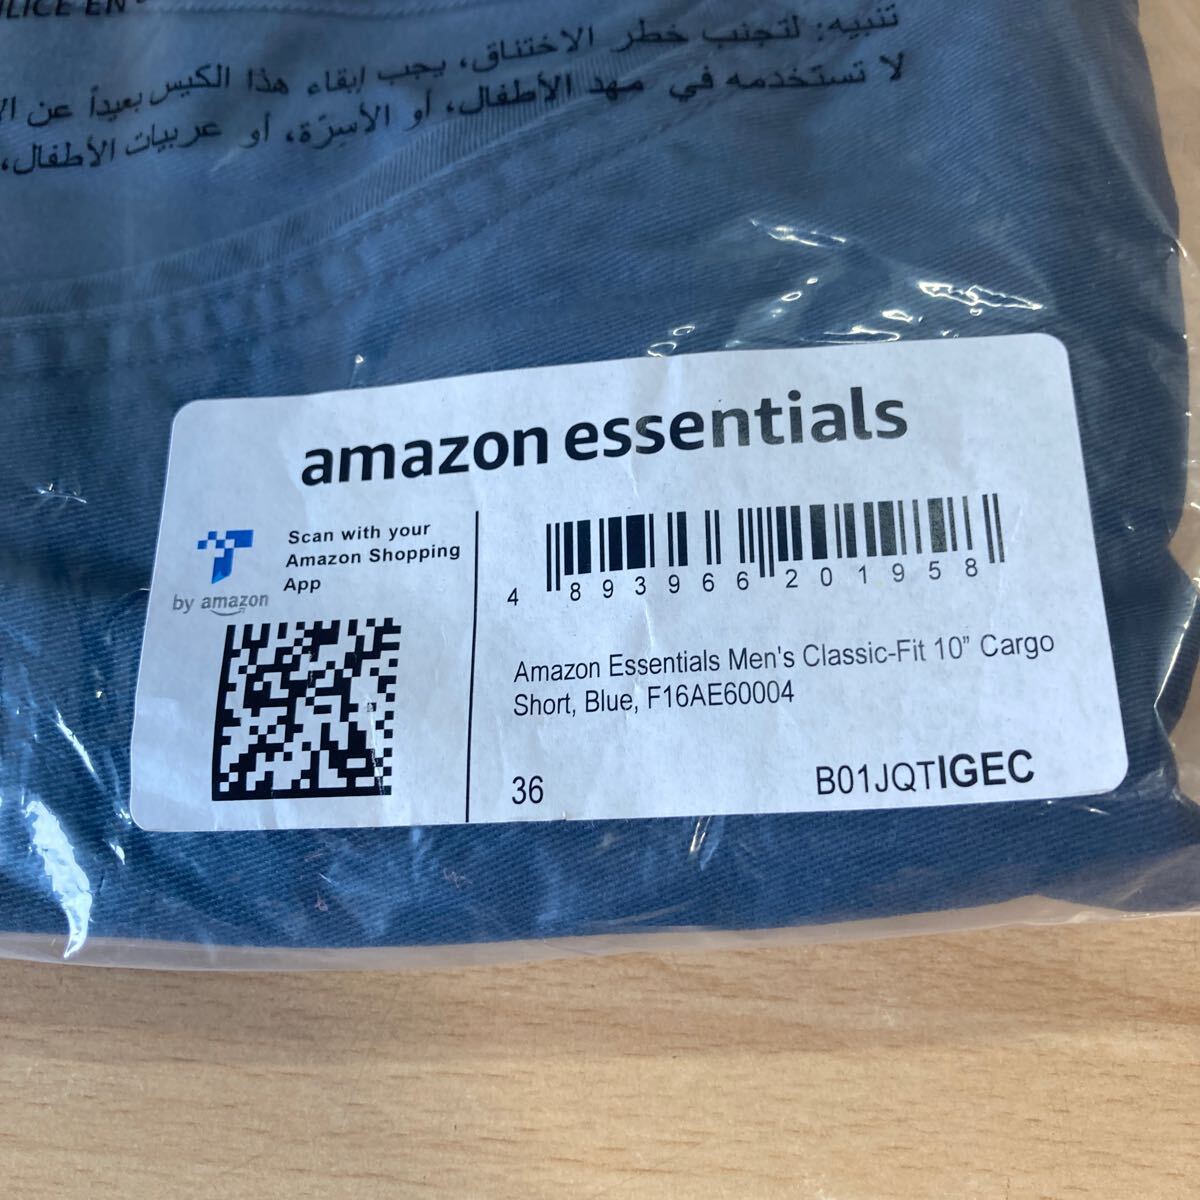 تنبيه: لتجنب خطر الاختناق، يجب إبقاء هذا الكيس بعيداً عن
لا تستخدمه في مهد الأطفال، أو الأسرّة، أو عربيات الأطفال،
amazon essentials
Scan with your
Amazon Shopping
App
by amazon
4 893966 201958
Amazon Essentials Men's Classic-Fit 10” Cargo
Short, Blue, F16AE60004
36
B01JQTIGEC